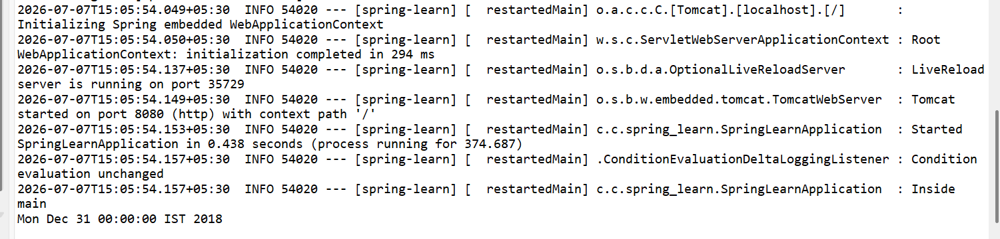 2026-07-07T15:05:54.049+05:30  INFO 54020 --- [spring-learn] [  restartedMain] o.a.c.c.C.[Tomcat].[localhost].[/]       :
Initializing Spring embedded WebApplicationContext
2026-07-07T15:05:54.050+05:30  INFO 54020 --- [spring-learn] [  restartedMain] w.s.c.ServletWebServerApplicationContext : Root
WebApplicationContext: initialization completed in 294 ms
2026-07-07T15:05:54.137+05:30  INFO 54020 --- [spring-learn] [  restartedMain] o.s.b.d.a.OptionalLiveReloadServer       : LiveReload
server is running on port 35729
2026-07-07T15:05:54.149+05:30  INFO 54020 --- [spring-learn] [  restartedMain] o.s.b.w.embedded.tomcat.TomcatWebServer  : Tomcat
started on port 8080 (http) with context path '/'
2026-07-07T15:05:54.153+05:30  INFO 54020 --- [spring-learn] [  restartedMain] c.c.spring_learn.SpringLearnApplication  : Started
SpringLearnApplication in 0.438 seconds (process running for 374.687)
2026-07-07T15:05:54.157+05:30  INFO 54020 --- [spring-learn] [  restartedMain] .ConditionEvaluationDeltaLoggingListener : Condition
evaluation unchanged
2026-07-07T15:05:54.157+05:30  INFO 54020 --- [spring-learn] [  restartedMain] c.c.spring_learn.SpringLearnApplication  : Inside
main
Mon Dec 31 00:00:00 IST 2018